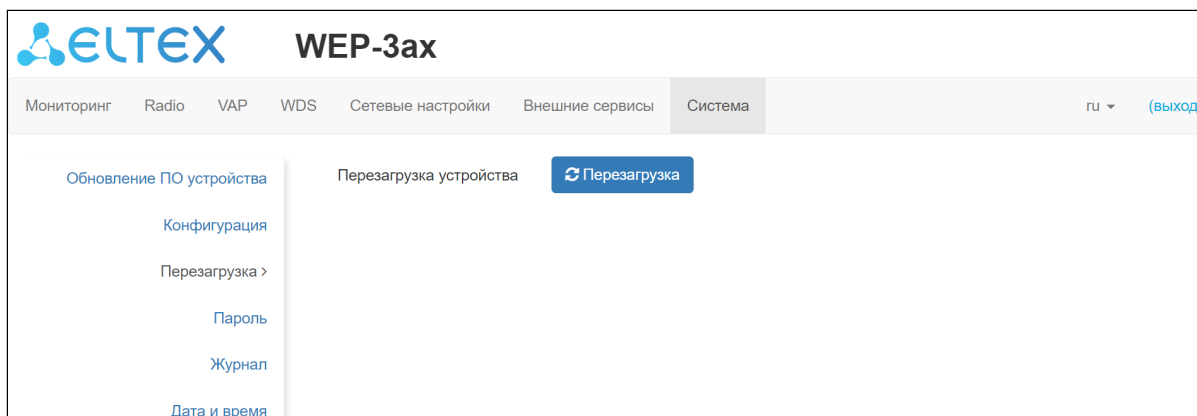 ELTEX WEP-3ax
Мониторинг Radio VAP WDS Сетевые настройки Внешние сервисы Система ru (выход
Обновление ПО устройства
Перезагрузка устройства Перезагрузка
Конфигурация
Перезагрузка >
Пароль
Журнал
Дата и время